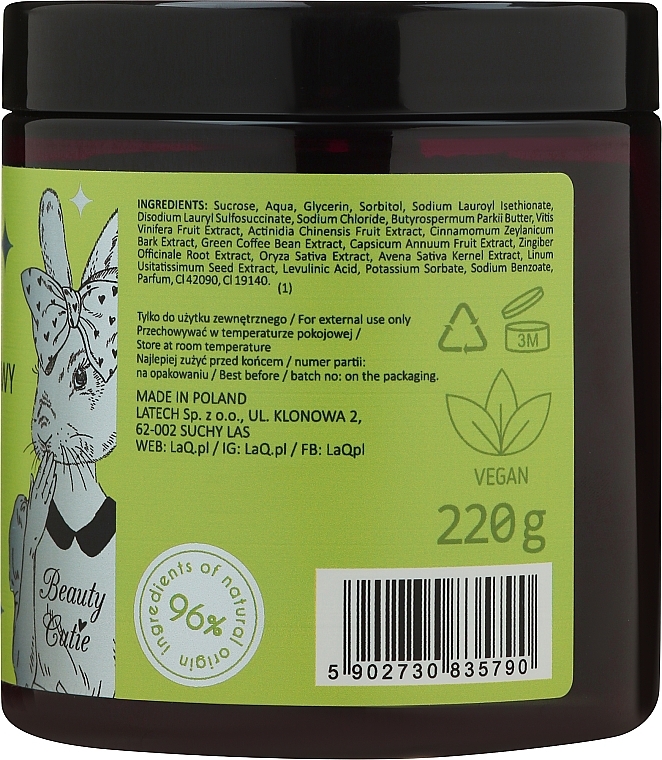 INGREDIENTS: Sucrose, Aqua, Glycerin, Sorbitol, Sodium Lauroyl Isethionate,
Disodium Lauryl Sulfosuccinate, Sodium Chloride, Butyrospermum Parkii Butter, Vitis
Vinifera Fruit Extract, Actinidia Chinensis Fruit Extract, Cinnamomum Zeylanicum
Bark Extract, Green Coffee Bean Extract, Capsicum Annuum Fruit Extract, Zingiber
Officinale Root Extract, Oryza Sativa Extract, Avena Sativa Kernel Extract, Linum
Usitatissimum Seed Extract, Levulinic Acid, Potassium Sorbate, Sodium Benzoate,
Parfum, CI 42090, CI 19140.
(1)
Tylko do użytku zewnętrznego / For external use only
Przechowywać w temperaturze pokojowej /
Store at room temperature
Najlepiej zużyć przed końcem / numer partii:
na opakowaniu / Best before / batch no: on the packaging.
MADE IN POLAND
LATECH Sp. z o.o., UL. KLONOWA 2,
62-002 SUCHY LAS
WEB: LaQ.pl / IG: LaQ.pl / FB: LaQpl
3M
VEGAN
220g
WY
Beauty
Cutie
96%
ingredients of natural origin
5 902730 835790